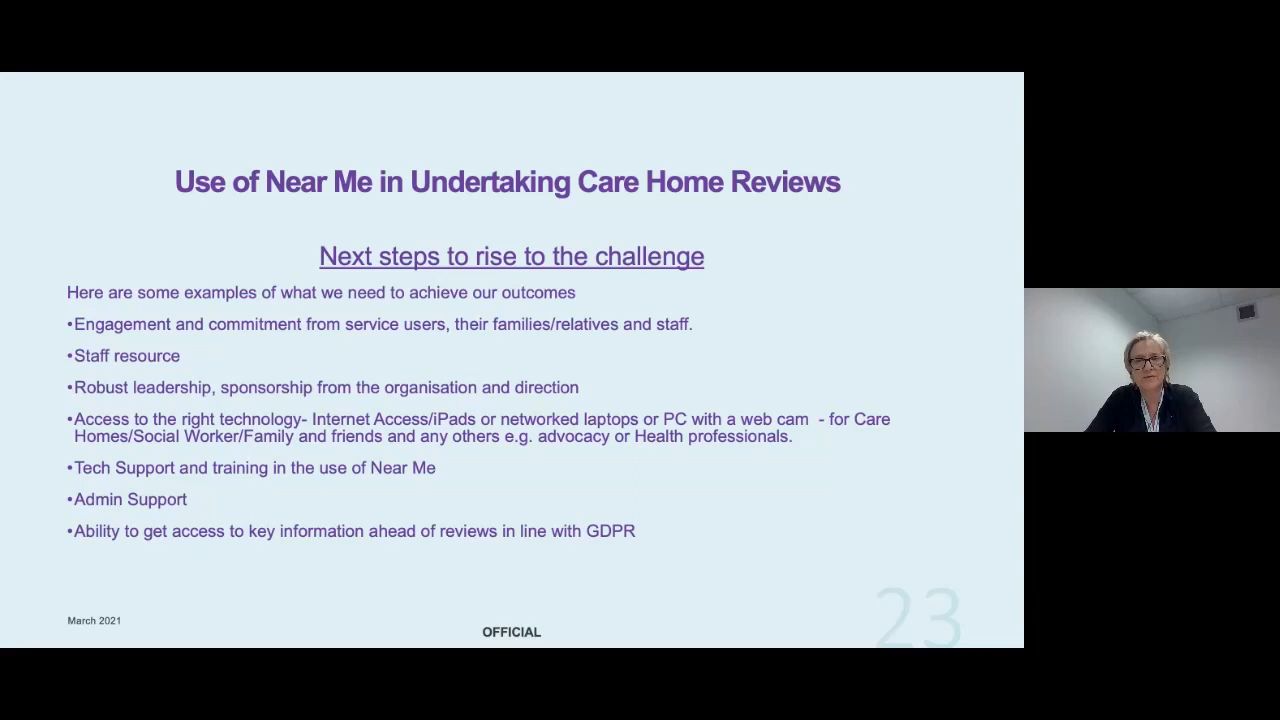 Use of Near Me in Undertaking Care Home Reviews
Next steps to rise to the challenge
Here are some examples of what we need to achieve our outcomes
•Engagement and commitment from service users, their families/relatives and staff.
•Staff resource
•Robust leadership, sponsorship from the organisation and direction
•Access to the right technology- Internet Access/iPads or networked laptops or PC with a web cam  - for Care
Homes/Social Worker/Family and friends and any others e.g. advocacy or Health professionals.
•Tech Support and training in the use of Near Me
•Admin Support
•Ability to get access to key information ahead of reviews in line with GDPR
March 2021
OFFICIAL
23